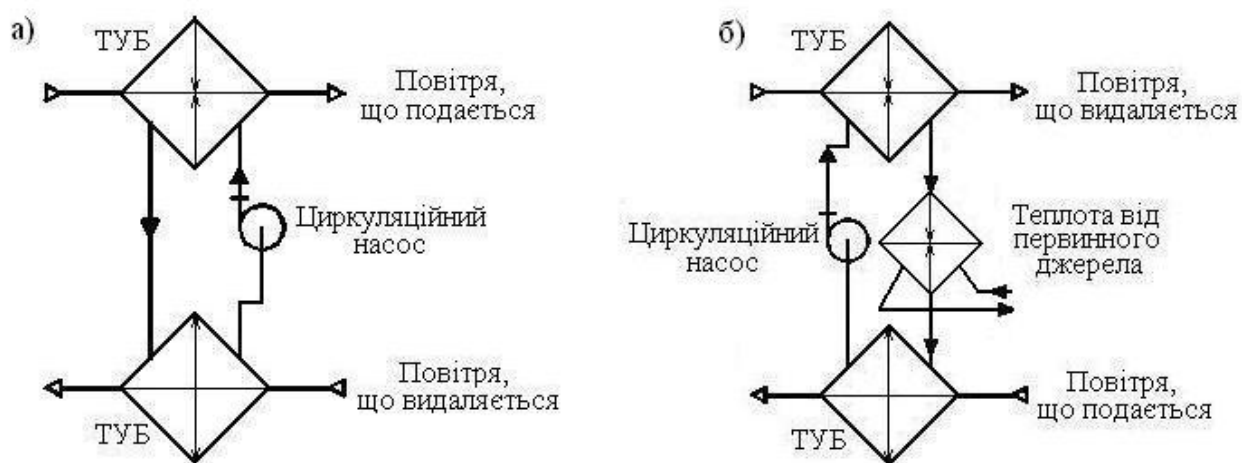 а)
ТУБ
Повітря,
що подається
Циркуляційний
насос
Повітря,
що видаляється
ТУБ
б)
ТУБ
Повітря,
що видаляється
Циркуляційний
насос
Теплота від
первинного
джерела
Повітря,
що подається
ТУБ